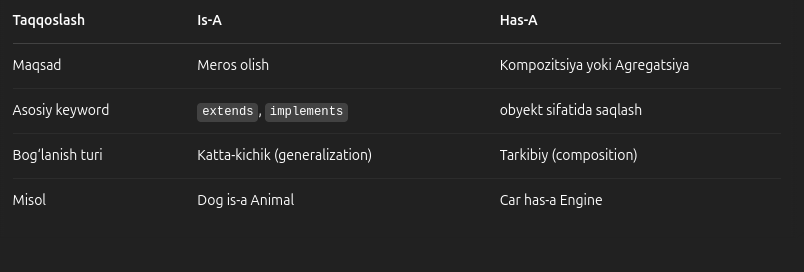 Taqqoslash Is-A Has-A
Maqsad Meros olish Kompozitsiya yoki Agregatsiya
Asosiy keyword extends, implements obyekt sifatida saqlash
Bog‘lanish turi Katta-kichik (generalization) Tarkibiy (composition)
Misol Dog is-a Animal Car has-a Engine